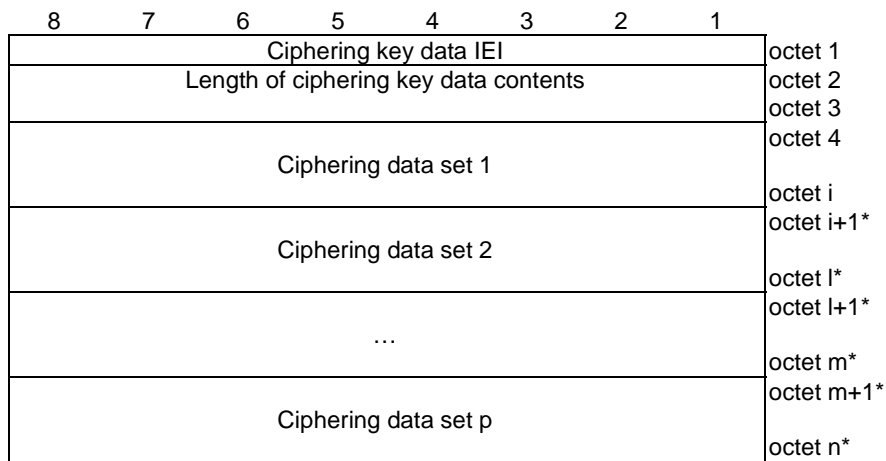 8 7 6 5 4 3 2 1
Ciphering key data IEI octet 1
Length of ciphering key data contents octet 2
octet 3
octet 4
Ciphering data set 1
octet i
octet i+1*
Ciphering data set 2
octet l*
octet l+1*
…
octet m*
octet m+1*
Ciphering data set p
octet n*